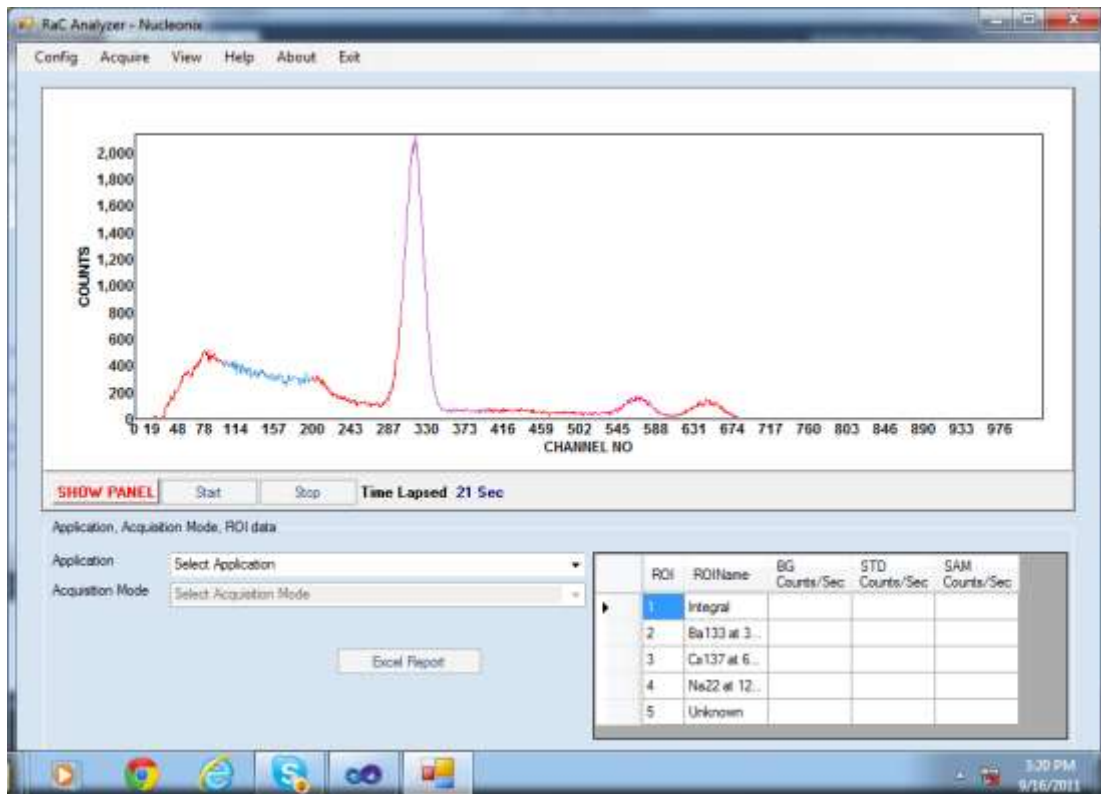 RaC Analyzer - Nucleonix
Config Acquire View Help About Exit
2,000
1,800
1,600
1,400
1,200
1,000
800
600
400
200
0
COUNTS
0 19 48 78 114 157 200 243 287 330 373 416 459 502 545 588 631 674 717 760 803 846 890 933 976
CHANNEL NO
SHOW PANEL Start Stop Time Lapsed 21 Sec
Application, Acquisition Mode, ROI data
Application Select Application
Acquisition Mode Select Acquisition Mode
Excel Report
ROI ROIName BG Counts/Sec STD Counts/Sec SAM Counts/Sec
1 Integral
2 Ba133 at 3...
3 Cs137 at 6...
4 Na22 at 12...
5 Unknown
3:20 PM
9/16/2011